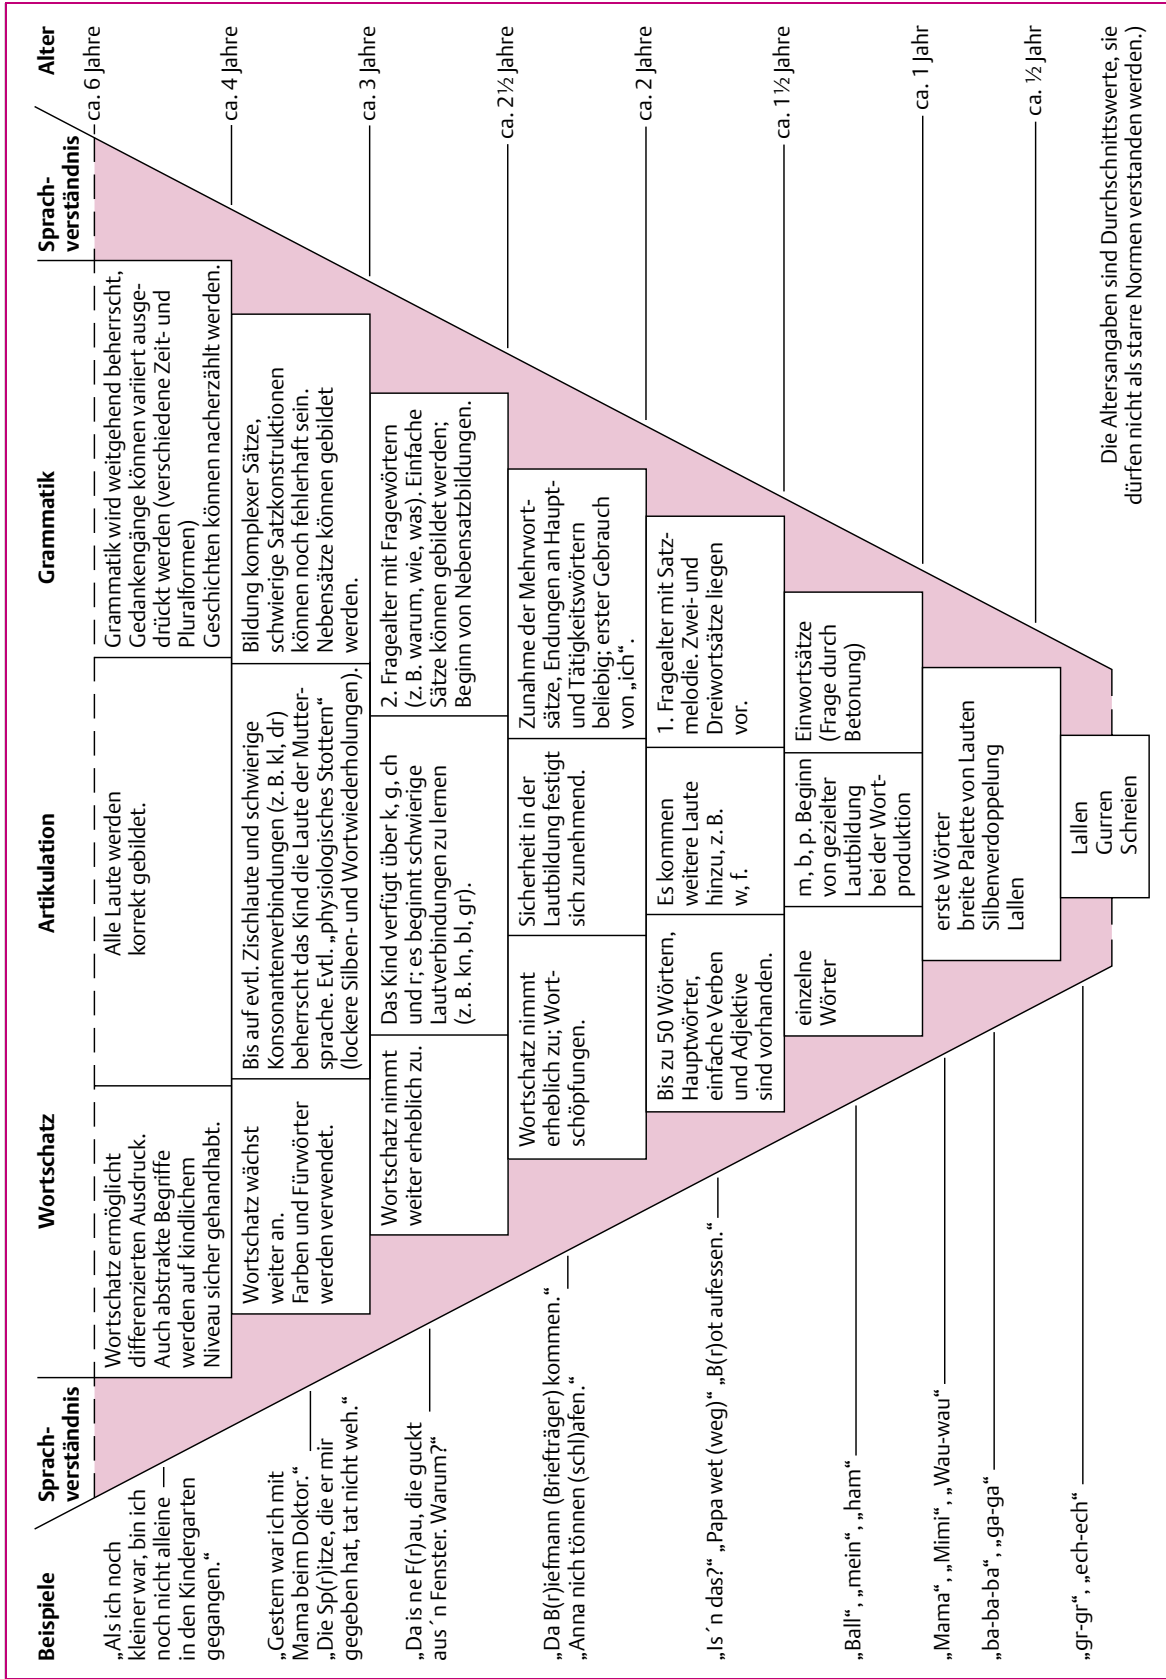 Beispiele
Sprach-
verständnis
Wortschatz
Artikulation
Grammatik
Sprach-
verständnis
Alter
„Als ich noch
kleiner war, bin ich
noch nicht alleine
in den Kindergarten
gegangen.“
Wortschatz ermöglicht
differenzierten Ausdruck.
Auch abstrakte Begriffe
werden auf kindlichem
Niveau sicher gehandhabt.
Alle Laute werden
korrekt gebildet.
Grammatik wird weitgehend beherrscht,
Gedankengänge können variiert ausge-
drückt werden (verschiedene Zeit- und
Pluralformen)
Geschichten können nacherzählt werden.
ca. 6 Jahre
„Gestern war ich mit
Mama beim Doktor.“
„Die Sp(r)itze, die er mir
gegeben hat, tat nicht weh.“
Wortschatz wächst
weiter an.
Farben und Fürwörter
werden verwendet.
Bis auf evtl. Zischlaute und schwierige
Konsonantenverbindungen (z. B. kl, dr)
beherrscht das Kind die Laute der Mutter-
sprache. Evtl. „physiologisches Stottern“
(lockere Silben- und Wortwiederholungen).
Bildung komplexer Sätze,
schwierige Satzkonstruktionen
können noch fehlerhaft sein.
Nebensätze können gebildet
werden.
ca. 4 Jahre
„Da is ne F(r)au, die guckt
aus ´n Fenster. Warum?“
Wortschatz nimmt
weiter erheblich zu.
Das Kind verfügt über k, g, ch
und r; es beginnt schwierige
Lautverbindungen zu lernen
(z. B. kn, bl, gr).
2. Fragealter mit Fragewörtern
(z. B. warum, wie, was). Einfache
Sätze können gebildet werden;
Beginn von Nebensatzbildungen.
ca. 3 Jahre
„Da B(r)iefmann (Briefträger) kommen.“
„Anna nich tönnen (schl)afen.“
Wortschatz nimmt
erheblich zu; Wort-
schöpfungen.
Sicherheit in der
Lautbildung festigt
sich zunehmend.
Zunahme der Mehrwort-
sätze, Endungen an Haupt-
und Tätigkeitswörtern
beliebig; erster Gebrauch
von „ich“.
ca. 2 ½ Jahre
„Is ´n das?“ „Papa wet (weg)“ „B(r)ot aufessen.“
Bis zu 50 Wörtern,
Hauptwörter,
einfache Verben
und Adjektive
sind vorhanden.
Es kommen
weitere Laute
hinzu, z. B.
w, f.
1. Fragealter mit Satz-
melodie. Zwei- und
Dreiwortsätze liegen
vor.
ca. 2 Jahre
„Ball“, „mein“, „ham“
einzelne
Wörter
m, b, p. Beginn
von gezielter
Lautbildung
bei der Wort-
produktion
Einwortsätze
(Frage durch
Betonung)
ca. 1 ½ Jahre
„Mama“, „Mimi“, „Wau-wau“
„ba-ba-ba“, „ga-ga“
erste Wörter
breite Palette von Lauten
Silbenverdoppelung
Lallen
ca. 1 Jahr
„gr-gr“, „ech-ech“
Lallen
Gurren
Schreien
ca. ½ Jahr
Die Altersangaben sind Durchschnittswerte, sie
dürfen nicht als starre Normen verstanden werden.)